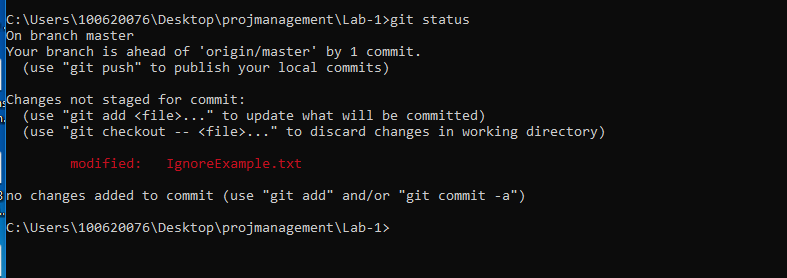 C:\Users\100620076\Desktop\projmanagement\Lab-1>git status
On branch master
Your branch is ahead of 'origin/master' by 1 commit.
  (use "git push" to publish your local commits)
Changes not staged for commit:
  (use "git add <file>..." to update what will be committed)
  (use "git checkout -- <file>..." to discard changes in working directory)
        modified:   IgnoreExample.txt
no changes added to commit (use "git add" and/or "git commit -a")
C:\Users\100620076\Desktop\projmanagement\Lab-1>